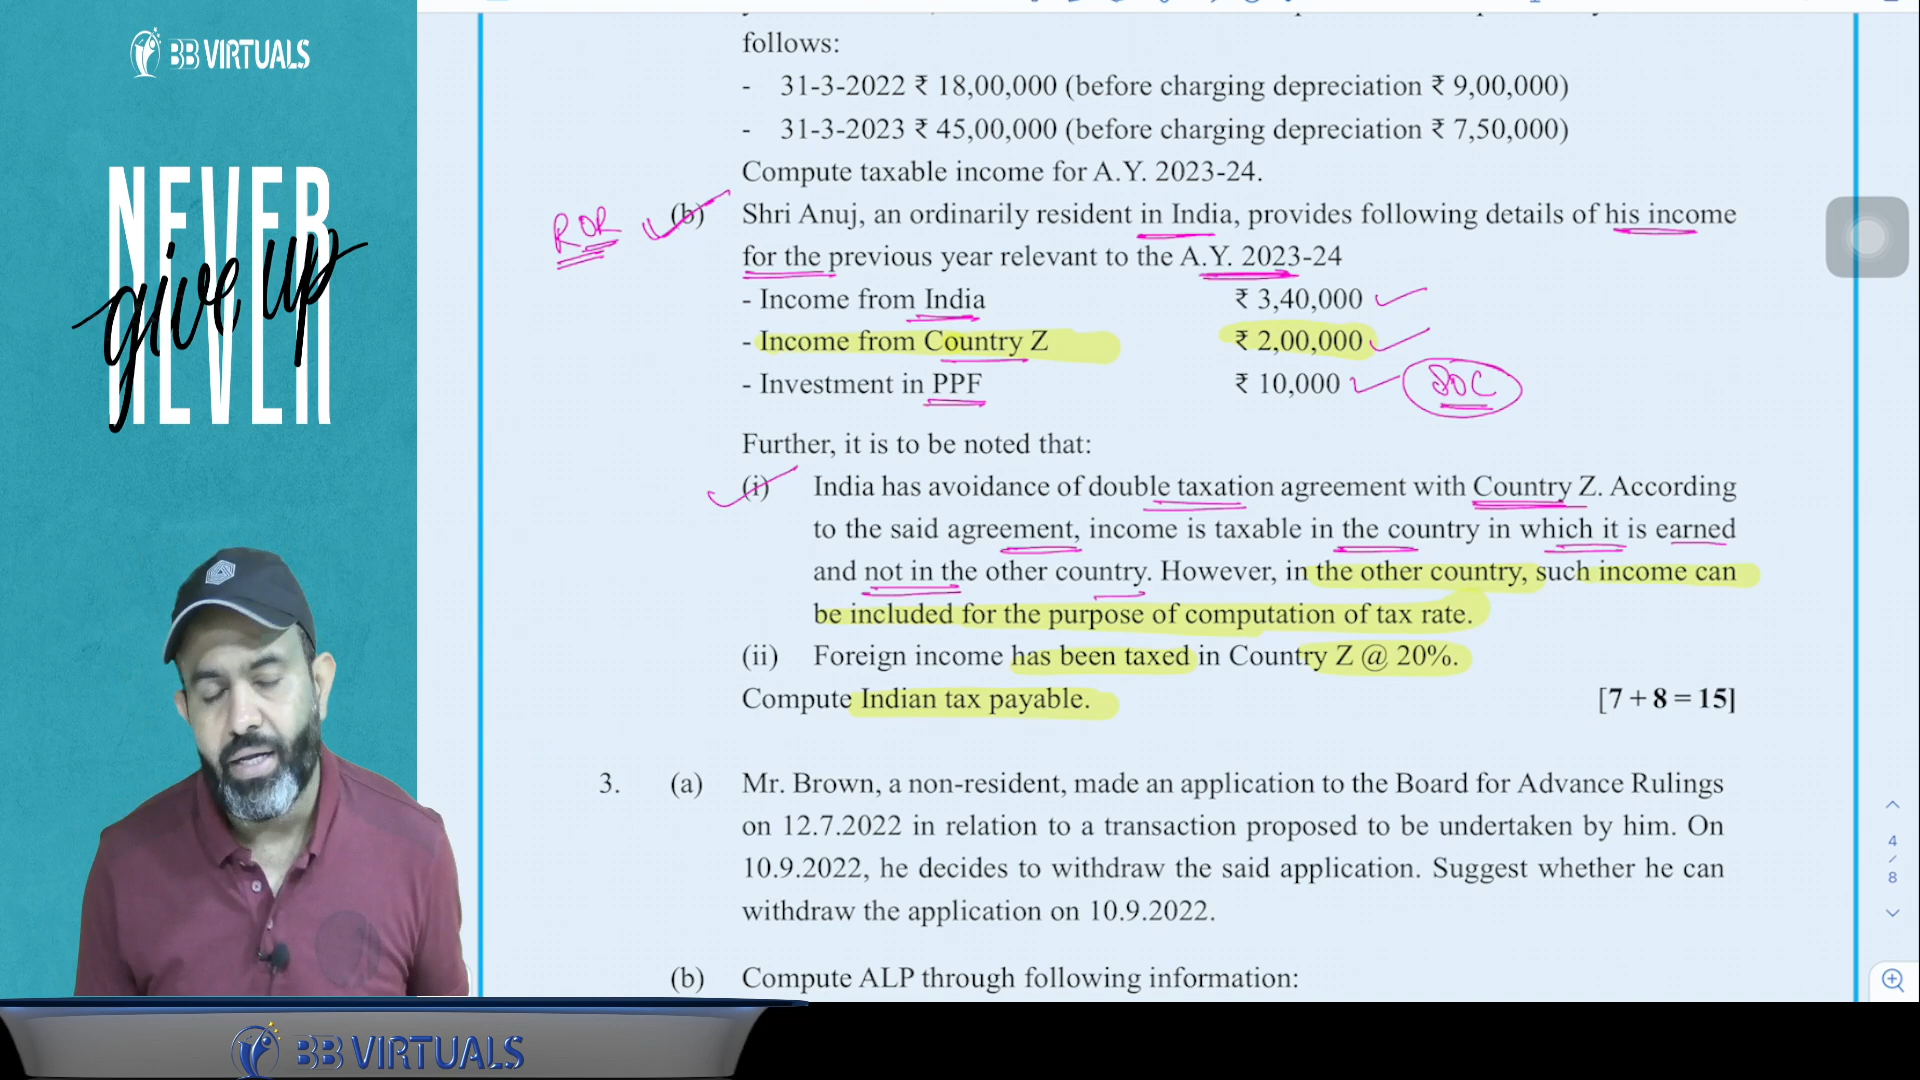 BB VIRTUALS
NEVER
give up
NEVER
follows:
- 31-3-2022 ₹ 18,00,000 (before charging depreciation ₹ 9,00,000)
- 31-3-2023 ₹ 45,00,000 (before charging depreciation ₹ 7,50,000)
Compute taxable income for A.Y. 2023-24.
ROR (b) Shri Anuj, an ordinarily resident in India, provides following details of his income
for the previous year relevant to the A.Y. 2023-24
- Income from India ₹ 3,40,000
- Income from Country Z ₹ 2,00,000
- Investment in PPF ₹ 10,000 80C
Further, it is to be noted that:
(i) India has avoidance of double taxation agreement with Country Z. According
to the said agreement, income is taxable in the country in which it is earned
and not in the other country. However, in the other country, such income can
be included for the purpose of computation of tax rate.
(ii) Foreign income has been taxed in Country Z @ 20%.
Compute Indian tax payable. [7 + 8 = 15]
3. (a) Mr. Brown, a non-resident, made an application to the Board for Advance Rulings
on 12.7.2022 in relation to a transaction proposed to be undertaken by him. On
10.9.2022, he decides to withdraw the said application. Suggest whether he can
withdraw the application on 10.9.2022.
(b) Compute ALP through following information:
4
/
8
BB VIRTUALS